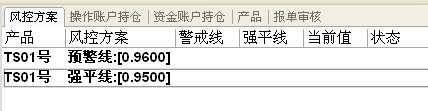 风控方案 操作账户持仓 资金账户持仓 产品 报单审核
产品 风控方案 警戒线 强平线 当前值 状态
TS01号 预警线:[0.9600]
TS01号 强平线:[0.9500]